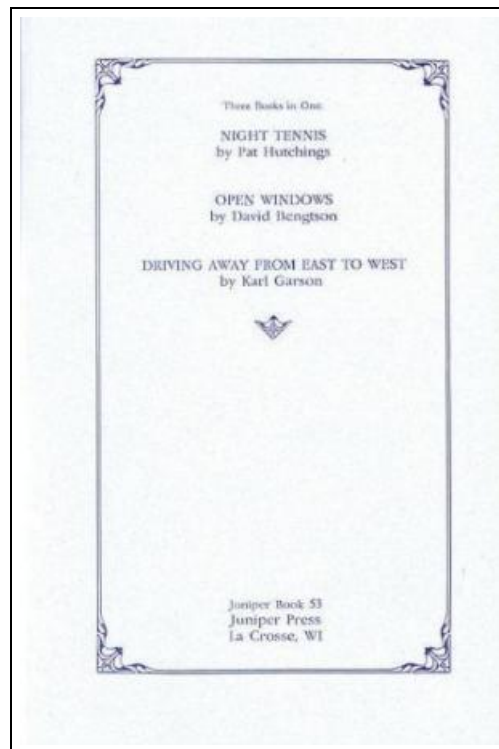 Three Books in One
NIGHT TENNIS
by Pat Hutchings
OPEN WINDOWS
by David Bengtson
DRIVING AWAY FROM EAST TO WEST
by Karl Garson
Juniper Book 53
Juniper Press
La Crosse, WI